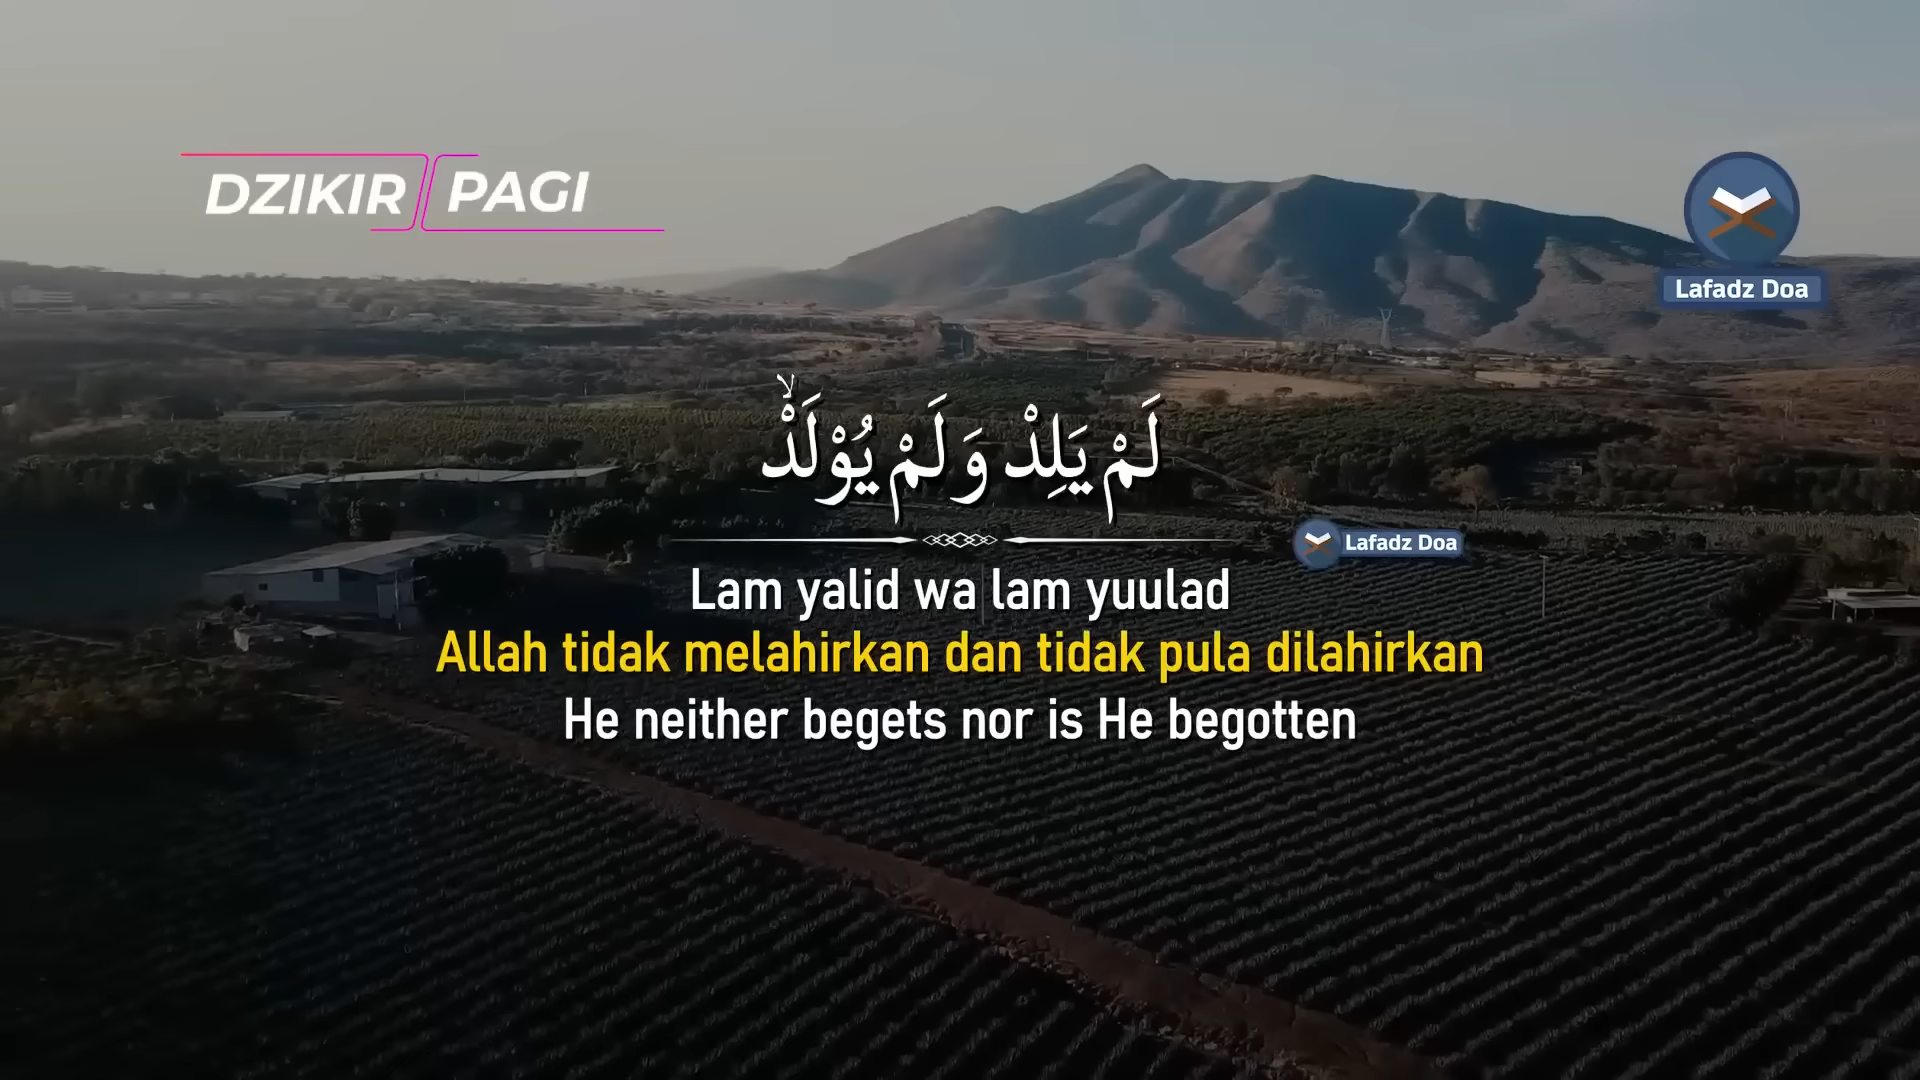 DZIKIR PAGI
Lafadz Doa
لَمْ يَلِدْ وَلَمْ يُوْلَدْۙ
Lafadz Doa
Lam yalid wa lam yuulad
Allah tidak melahirkan dan tidak pula dilahirkan
He neither begets nor is He begotten